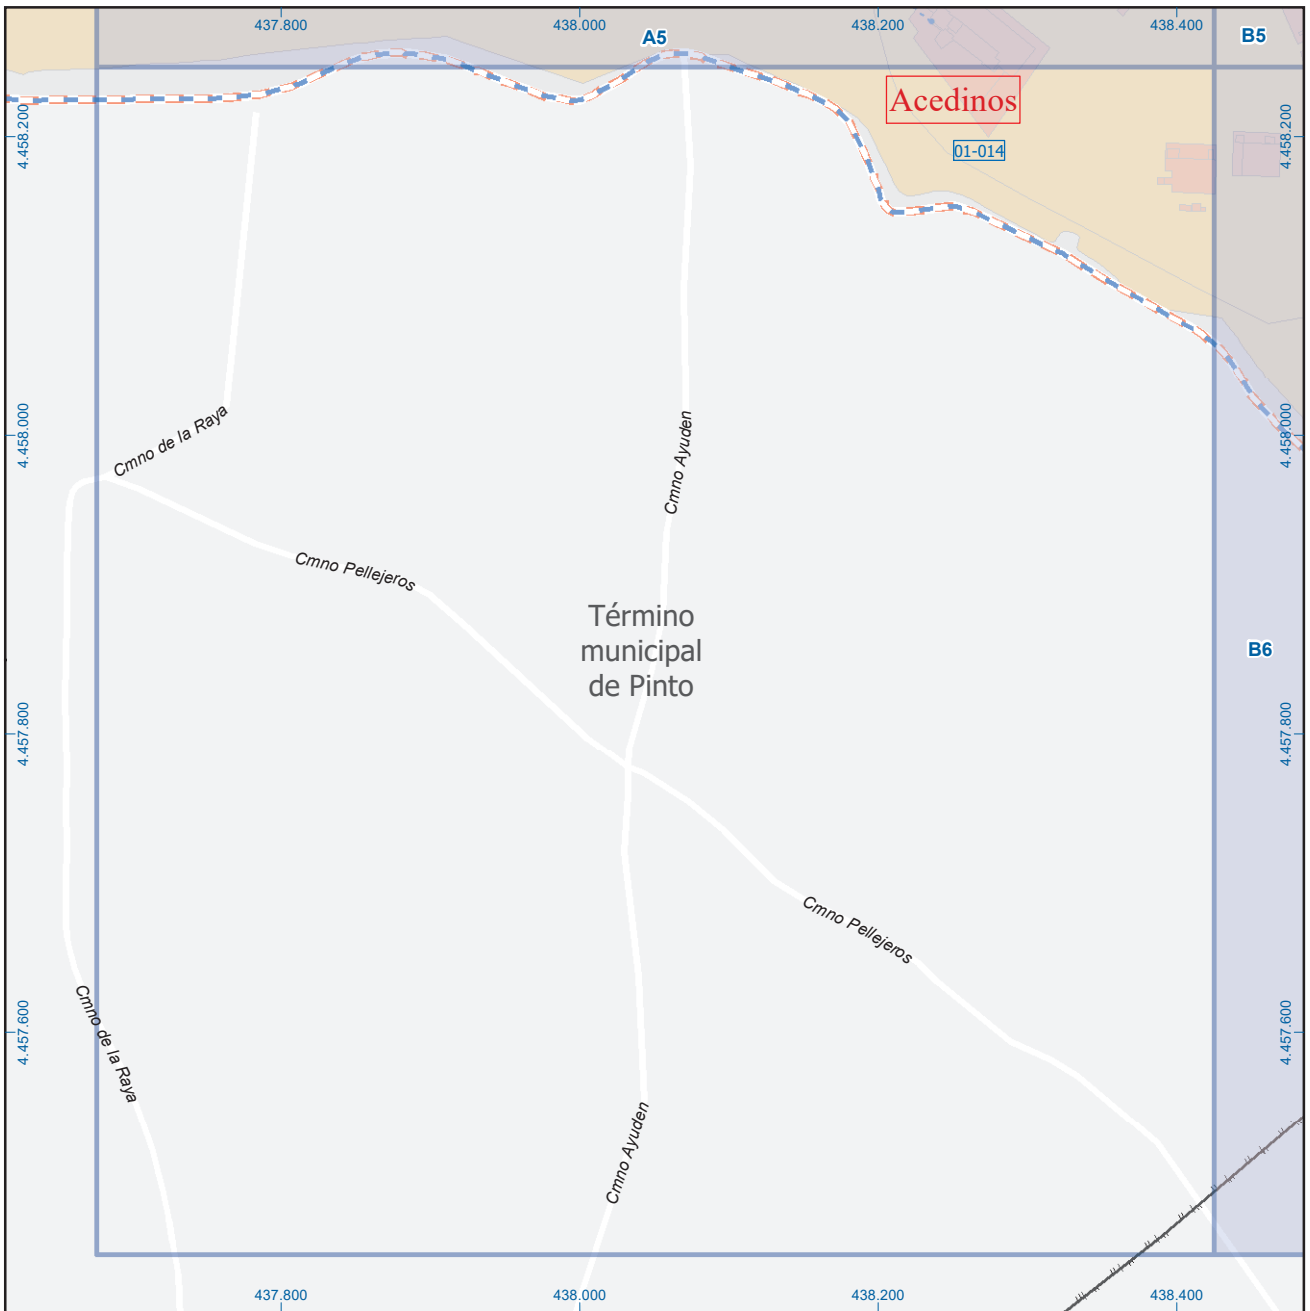 437.800
438.000
438.200
438.400
A5
B5
Acedinos
01-014
4.458.200
4.458.200
Cmno de la Raya
Cmno Ayuden
4.458.000
4.458.000
Cmno Pellejeros
Término
municipal
de Pinto
B6
4.457.800
4.457.800
Cmno Pellejeros
Cmno de la Raya
4.457.600
4.457.600
Cmno Ayuden
437.800
438.000
438.200
438.400